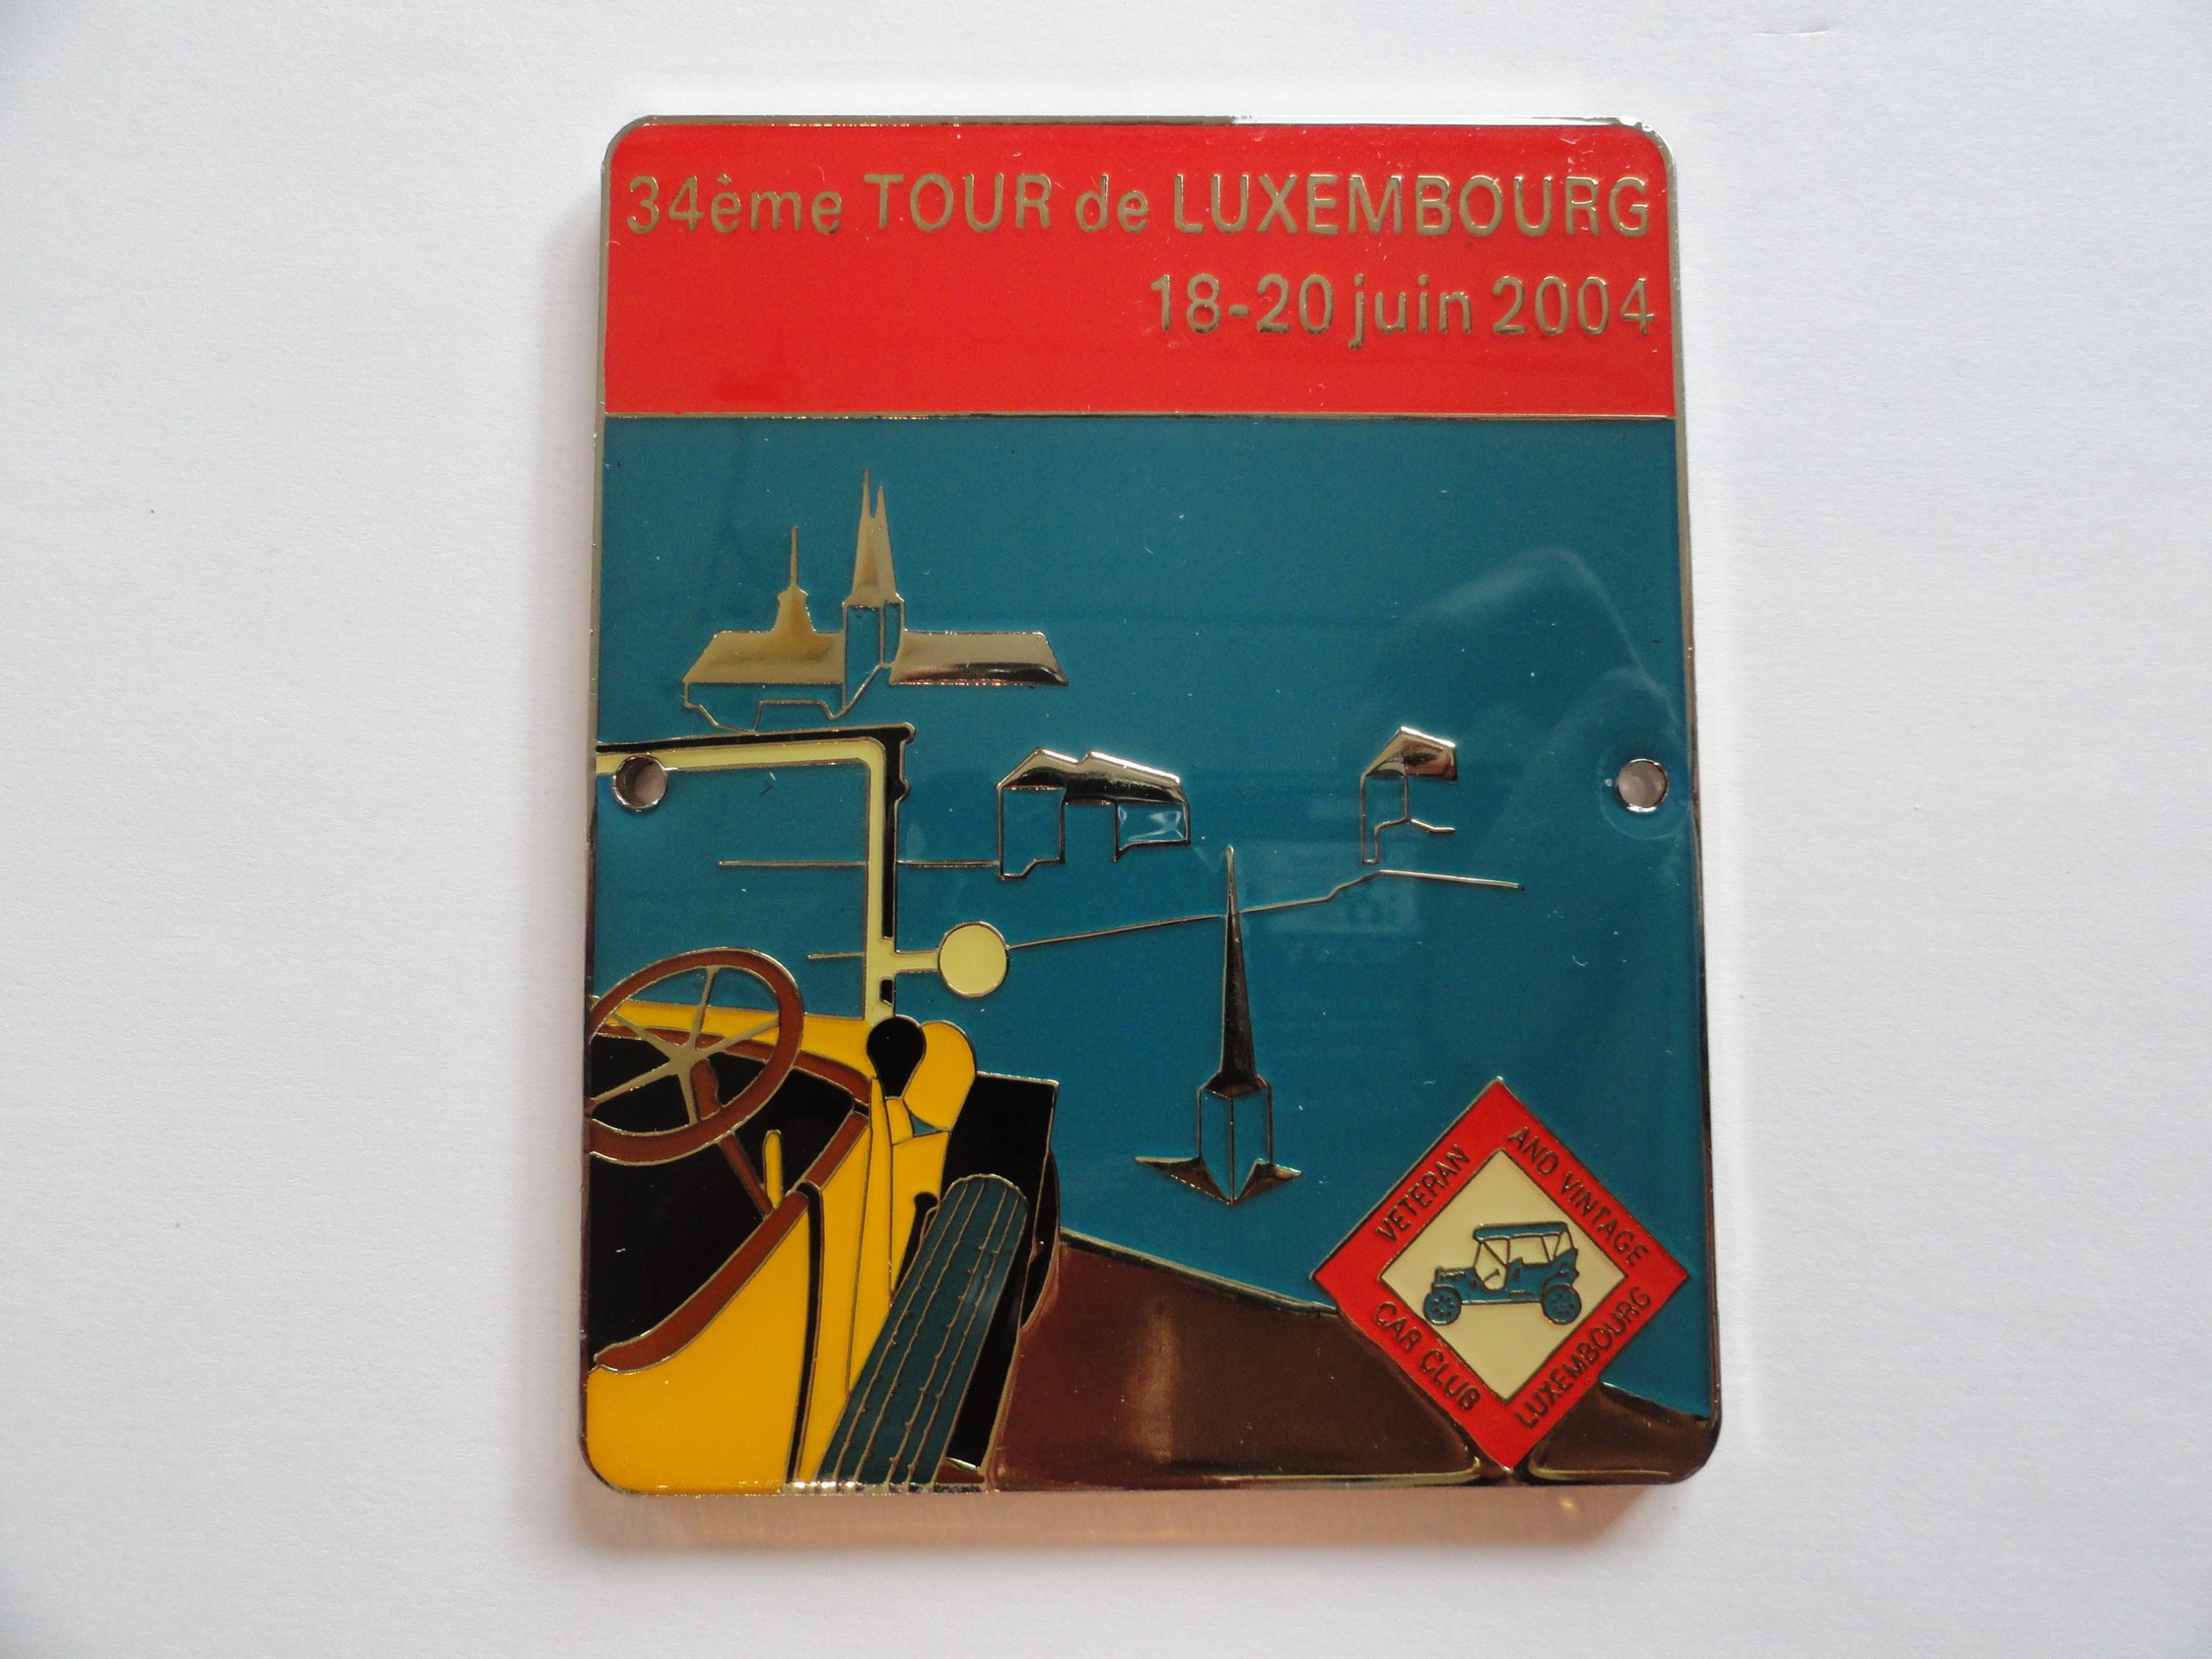 34ème TOUR de LUXEMBOURG
18-20 juin 2004
VETERAN
AND VINTAGE
CAR CLUB
LUXEMBOURG